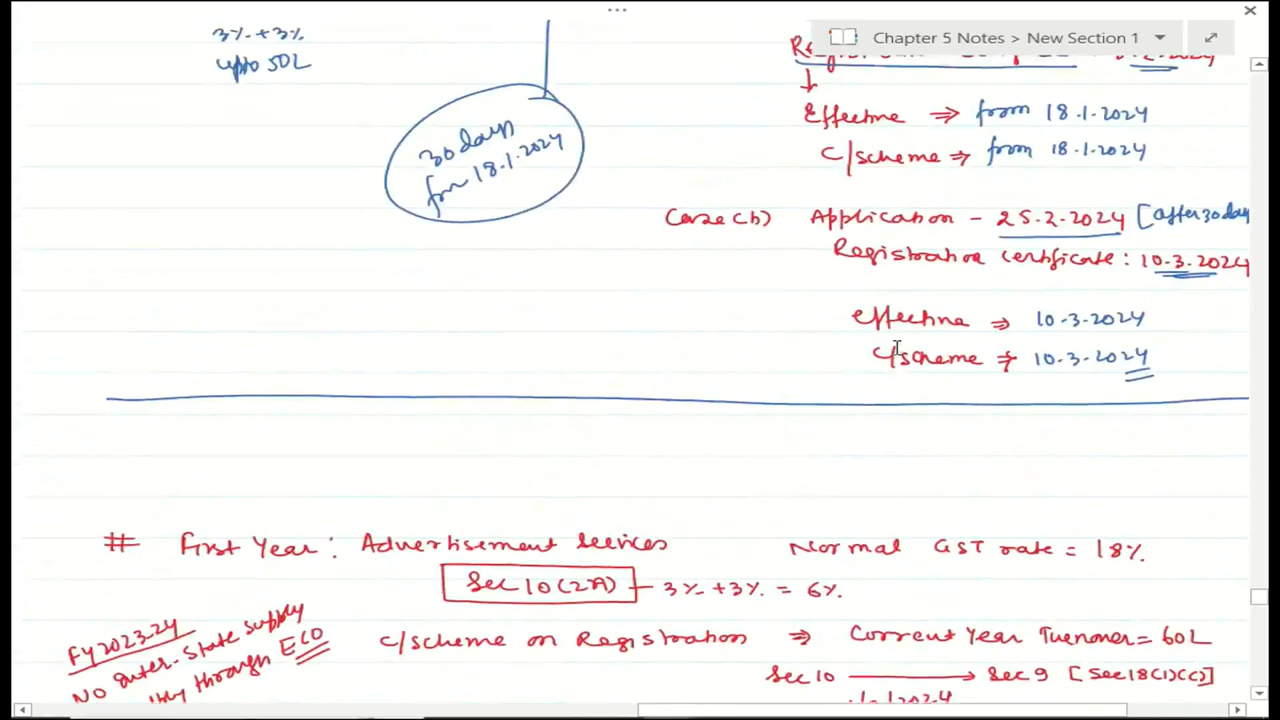 Chapter 5 Notes > New Section 1
3% + 3%
upto 50L
30 days
from 18.1.2024
Effective ⇒ from 18.1.2024
C/scheme ⇒ from 18.1.2024
Case (b) Application - 25.2.2024 [after 30 day
Registration certificate : 10.3.2024
effective ⇒ 10-3-2024
C/scheme ⇒ 10-3-2024
# First Year : Advertisement Services Normal GST rate = 18%.
Sec 10(2A) - 3% + 3% = 6%.
FY 2023-24
NO Inter-State supply
through ECO
C/scheme on Registration ⇒ Current Year Turnover = 60L
Sec 10 → Sec 9 [Sec 18(1)(c)]